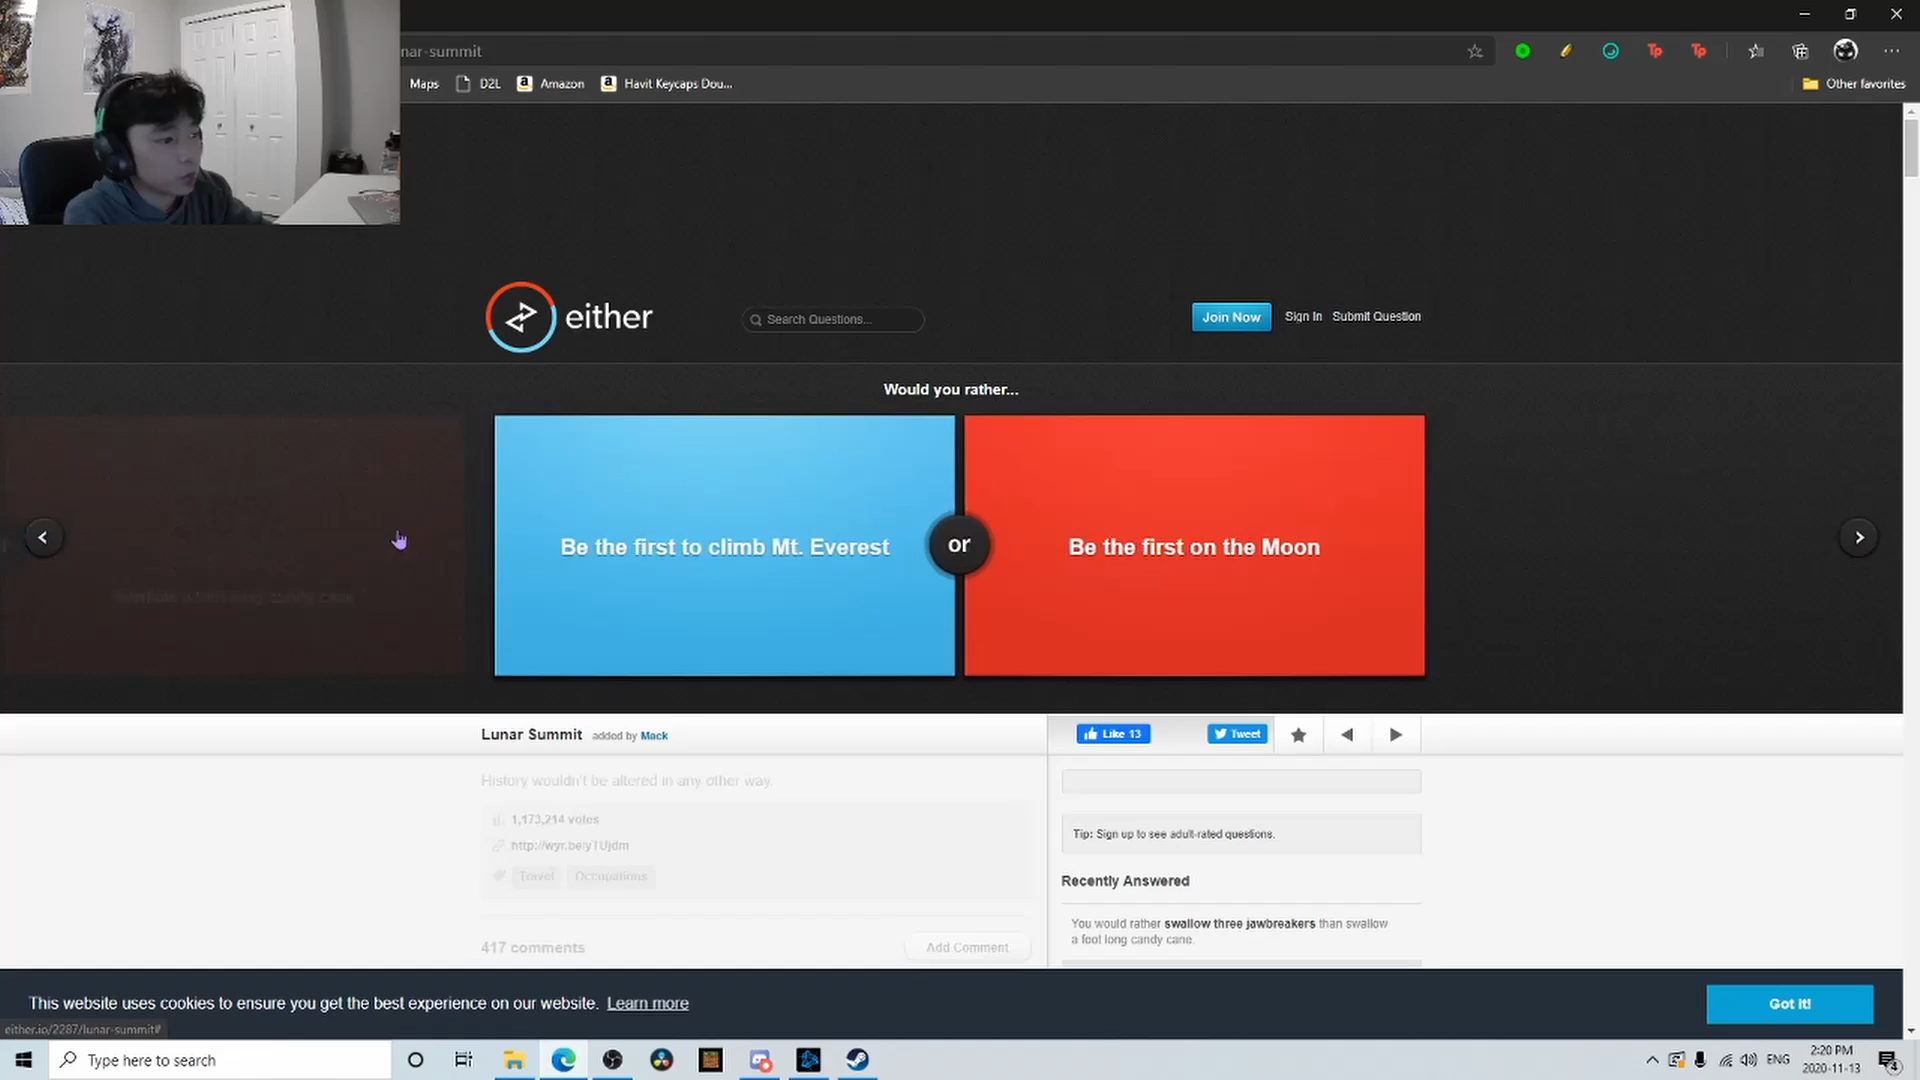 nar-summit
Maps
D2L
Amazon
Havit Keycaps Dou...
Other favorites
either
Search Questions...
Join Now
Sign In
Submit Question
Would you rather...
Be the first to climb Mt. Everest
or
Be the first on the Moon
Lunar Summit added by Mack
Like 13
Tweet
History wouldn't be altered in any other way.
1,173,214 votes
Travel
Occupations
417 comments
Add Comment
Tip: Sign up to see adult-rated questions.
Recently Answered
You would rather swallow three jawbreakers than swallow
a foot long candy cane.
This website uses cookies to ensure you get the best experience on our website. Learn more
Got it!
either.io/2287/lunar-summit#
Type here to search
ENG
2:20 PM
2020-11-13